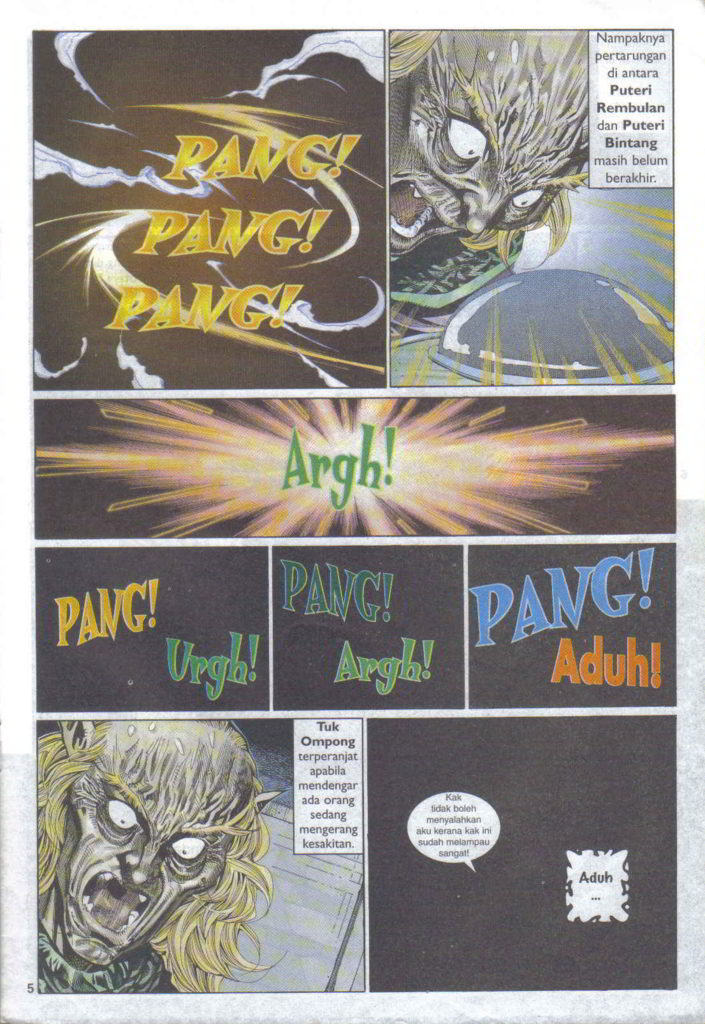 PANG!
PANG!
PANG!
Nampaknya
pertarungan
di antara
Puteri
Rembulan
dan Puteri
Bintang
masih belum
berakhir.
Argh!
PANG!
Urgh!
PANG!
Argh!
PANG!
Aduh!
Tuk
Ompong
terperanjat
apabila
mendengar
ada orang
sedang
mengerang
kesakitan.
Kak
tidak boleh
menyalahkan
aku kerana kak ini
sudah melampau
sangat!
Aduh
...
5